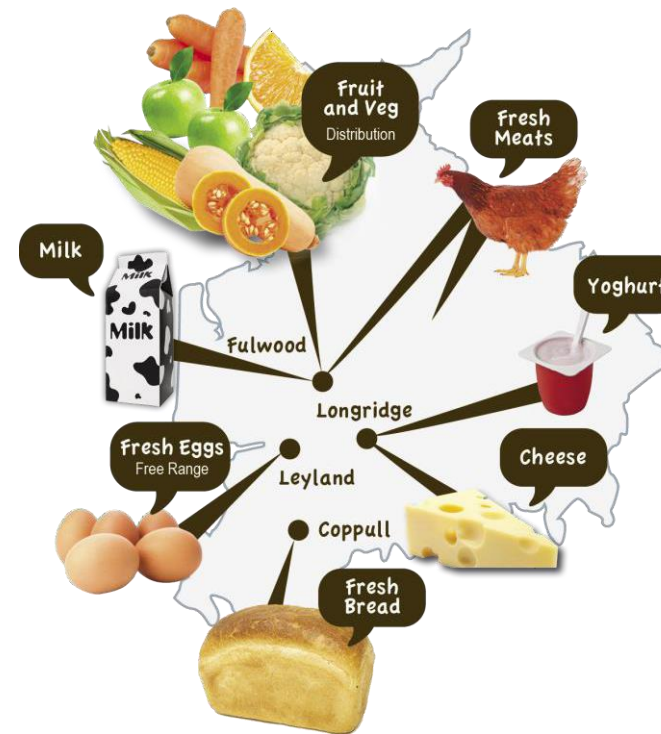 Fruit
and Veg
Distribution
Fresh
Meats
Milk
Milk
Milk
Yoghurt
Fulwood
Longridge
Fresh Eggs
Free Range
Leyland
Cheese
Coppull
Fresh
Bread